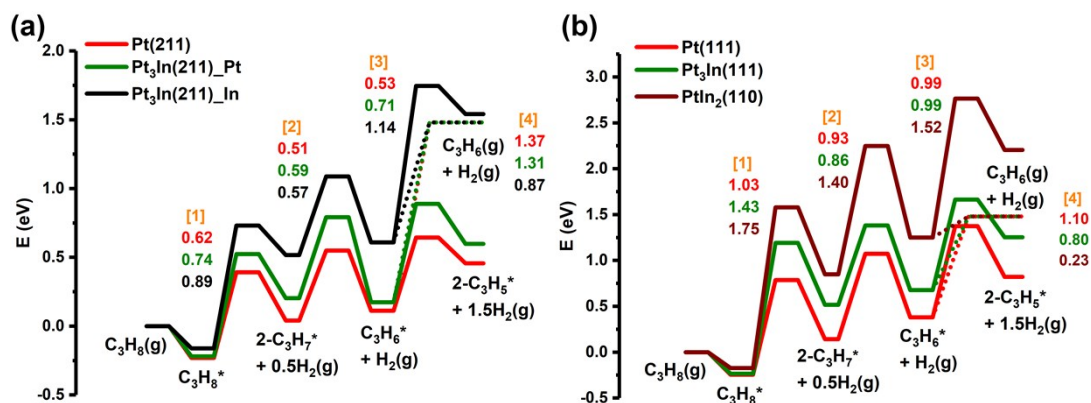 (a)
Pt(211)
Pt₃In(211)_Pt
Pt₃In(211)_In
E (eV)
2.0
1.5
1.0
0.5
0.0
-0.5
[1]
0.62
0.74
0.89
[2]
0.51
0.59
0.57
[3]
0.53
0.71
1.14
[4]
1.37
1.31
0.87
C₃H₈(g)
C₃H₈*
2-C₃H₇*
+ 0.5H₂(g)
C₃H₆*
+ H₂(g)
C₃H₆(g)
+ H₂(g)
2-C₃H₅*
+ 1.5H₂(g)
(b)
Pt(111)
Pt₃In(111)
PtIn₂(110)
E (eV)
3.0
2.5
2.0
1.5
1.0
0.5
0.0
-0.5
[1]
1.03
1.43
1.75
[2]
0.93
0.86
1.40
[3]
0.99
0.99
1.52
[4]
1.10
0.80
0.23
C₃H₈(g)
C₃H₈*
2-C₃H₇*
+ 0.5H₂(g)
C₃H₆*
+ H₂(g)
C₃H₆(g)
+ H₂(g)
2-C₃H₅*
+ 1.5H₂(g)